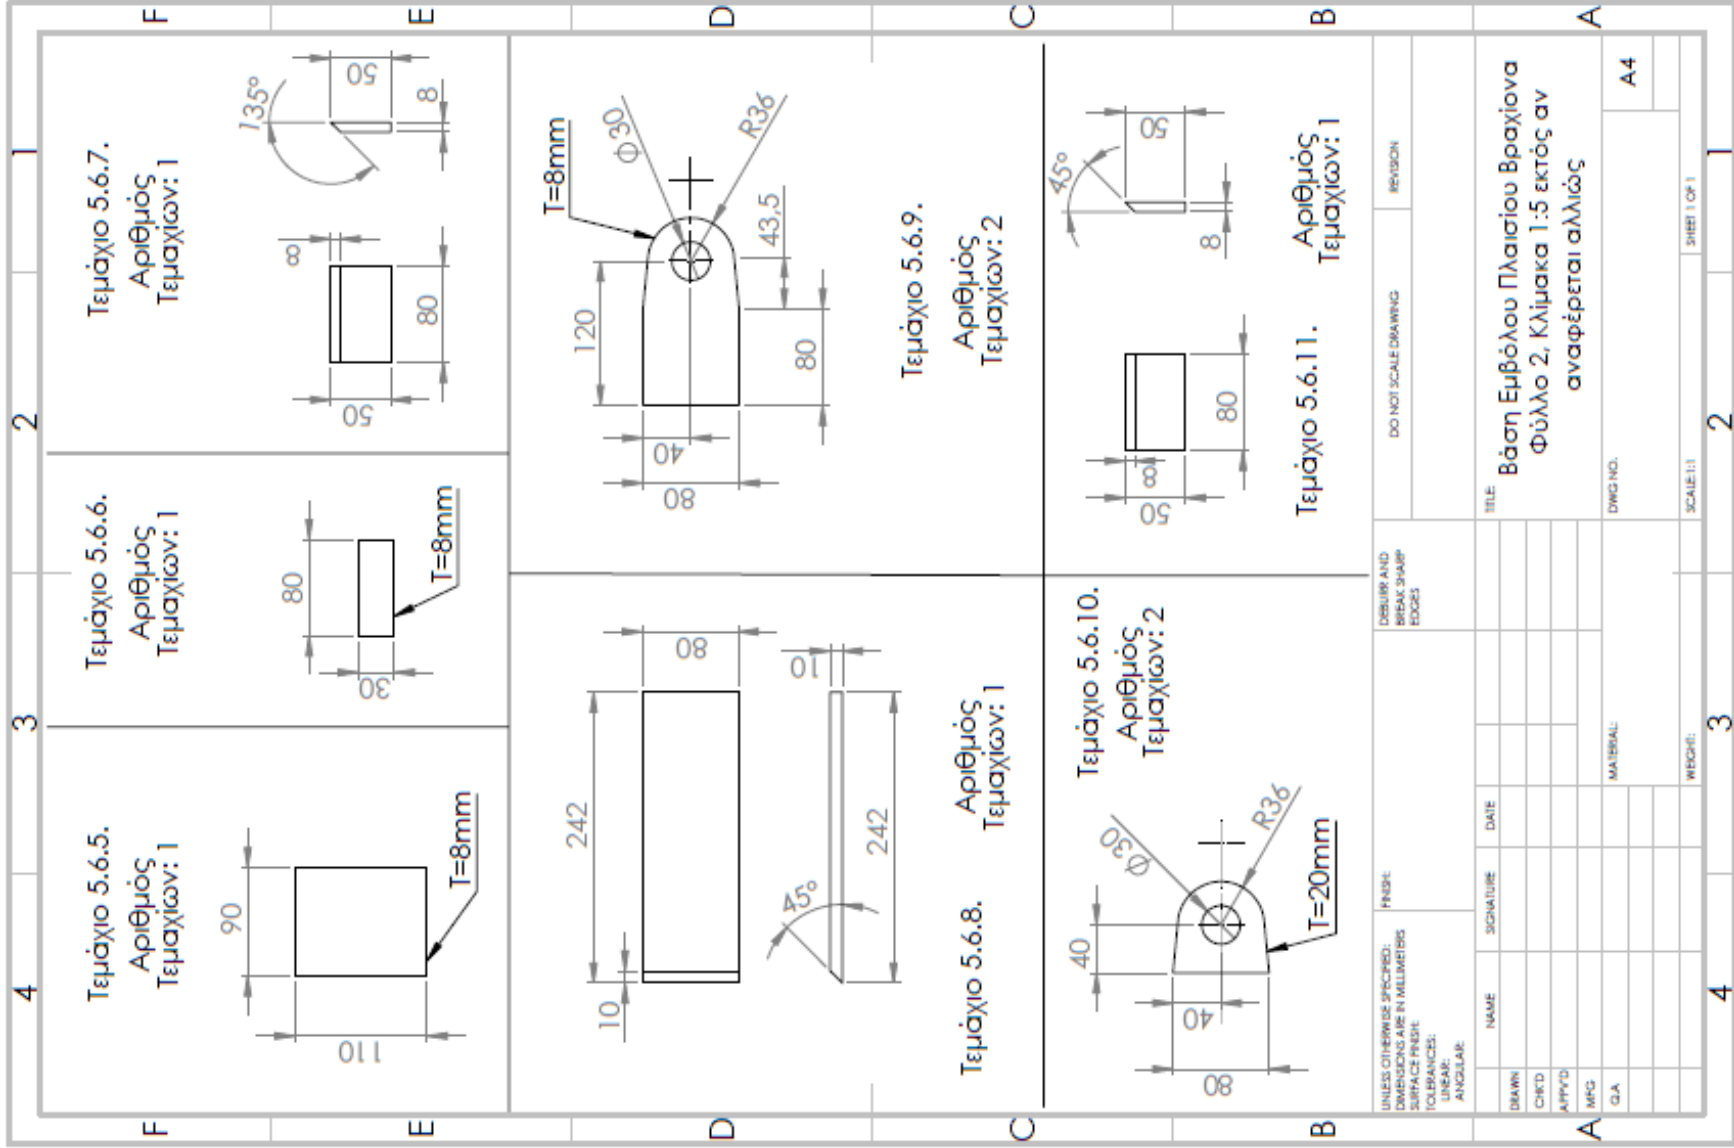 F
E
D
C
B
A
4
3
2
1
Τεμάχιο 5.6.5.
Αριθμός
Τεμαχίων: 1
90
110
T=8mm
Τεμάχιο 5.6.6.
Αριθμός
Τεμαχίων: 1
80
30
T=8mm
Τεμάχιο 5.6.7.
Αριθμός
Τεμαχίων: 1
8
50
80
135°
50
8
242
10
80
45°
10
242
Τεμάχιο 5.6.8.
Αριθμός
Τεμαχίων: 1
T=8mm
Φ30
R36
120
40
80
43,5
80
Τεμάχιο 5.6.9.
Αριθμός
Τεμαχίων: 2
Τεμάχιο 5.6.10.
Αριθμός
Τεμαχίων: 2
40
40
80
Ø30
R36
T=20mm
8
50
80
45°
50
8
Τεμάχιο 5.6.11.
Αριθμός
Τεμαχίων: 1
UNLESS OTHERWISE SPECIFIED:
DIMENSIONS ARE IN MILLIMETERS
SURFACE FINISH:
TOLERANCES:
LINEAR:
ANGULAR:
FINISH:
DEBURR AND
BREAK SHARP
EDGES
DO NOT SCALE DRAWING
REVISION
NAME
SIGNATURE
DATE
DRAWN
CHK'D
APPV'D
MFG
Q.A
TITLE:
Βάση Εμβόλου Πλαισίου Βραχίονα
Φύλλο 2, Κλίμακα 1:5 εκτός αν
αναφέρεται αλλιώς
MATERIAL:
DWG NO.
A4
WEIGHT:
SCALE:1:1
SHEET 1 OF 1
F
E
D
C
B
A
4
3
2
1